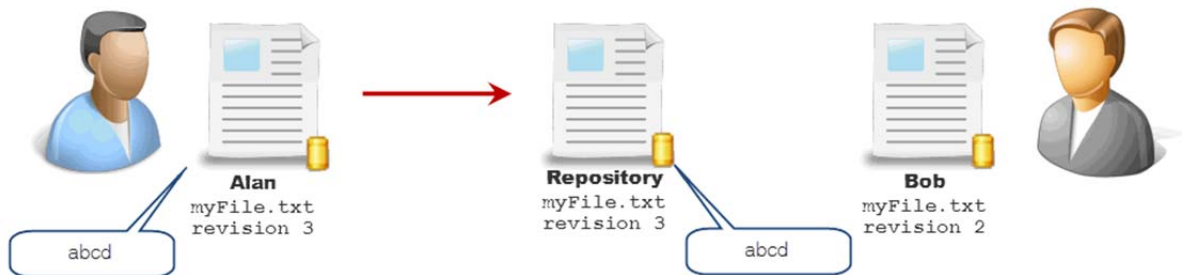 Alan
myFile.txt
revision 3
abcd
Repository
myFile.txt
revision 3
abcd
Bob
myFile.txt
revision 2